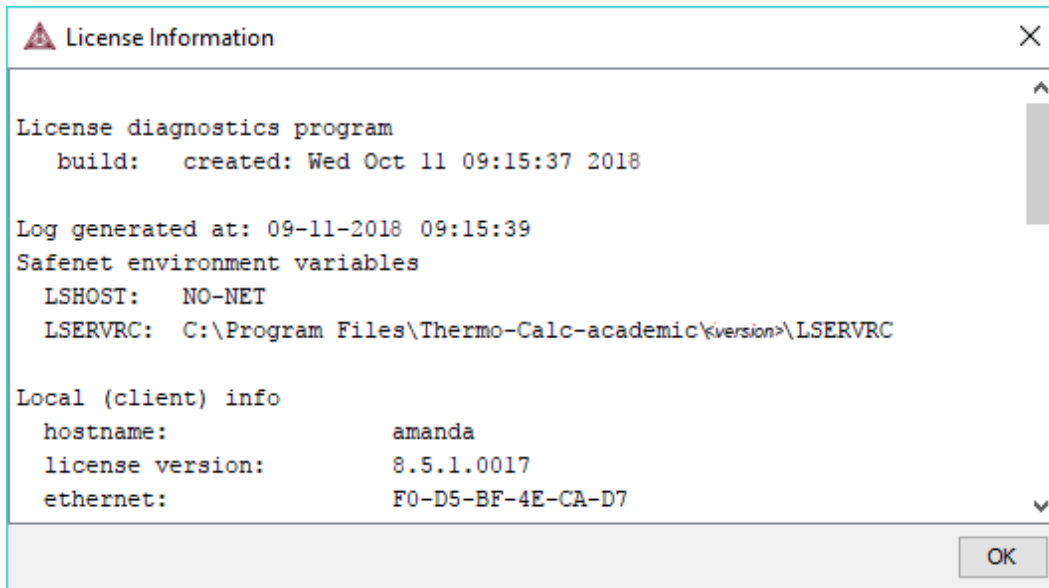 License Information
License diagnostics program
build: created: Wed Oct 11 09:15:37 2018
Log generated at: 09-11-2018 09:15:39
Safenet environment variables
LSHOST: NO-NET
LSERVRC: C:\Program Files\Thermo-Calc-academic\<version>\LSERVRC
Local (client) info
hostname: amanda
license version: 8.5.1.0017
ethernet: F0-D5-BF-4E-CA-D7
OK